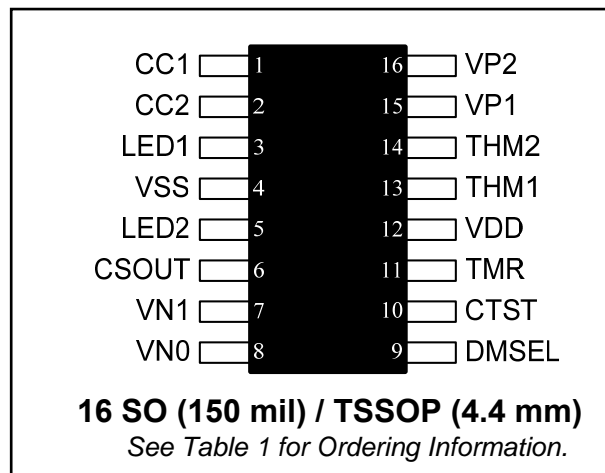 CC1 1 16 VP2
CC2 2 15 VP1
LED1 3 14 THM2
VSS 4 13 THM1
LED2 5 12 VDD
CSOUT 6 11 TMR
VN1 7 10 CTST
VN0 8 9 DMSEL
16 SO (150 mil) / TSSOP (4.4 mm)
See Table 1 for Ordering Information.